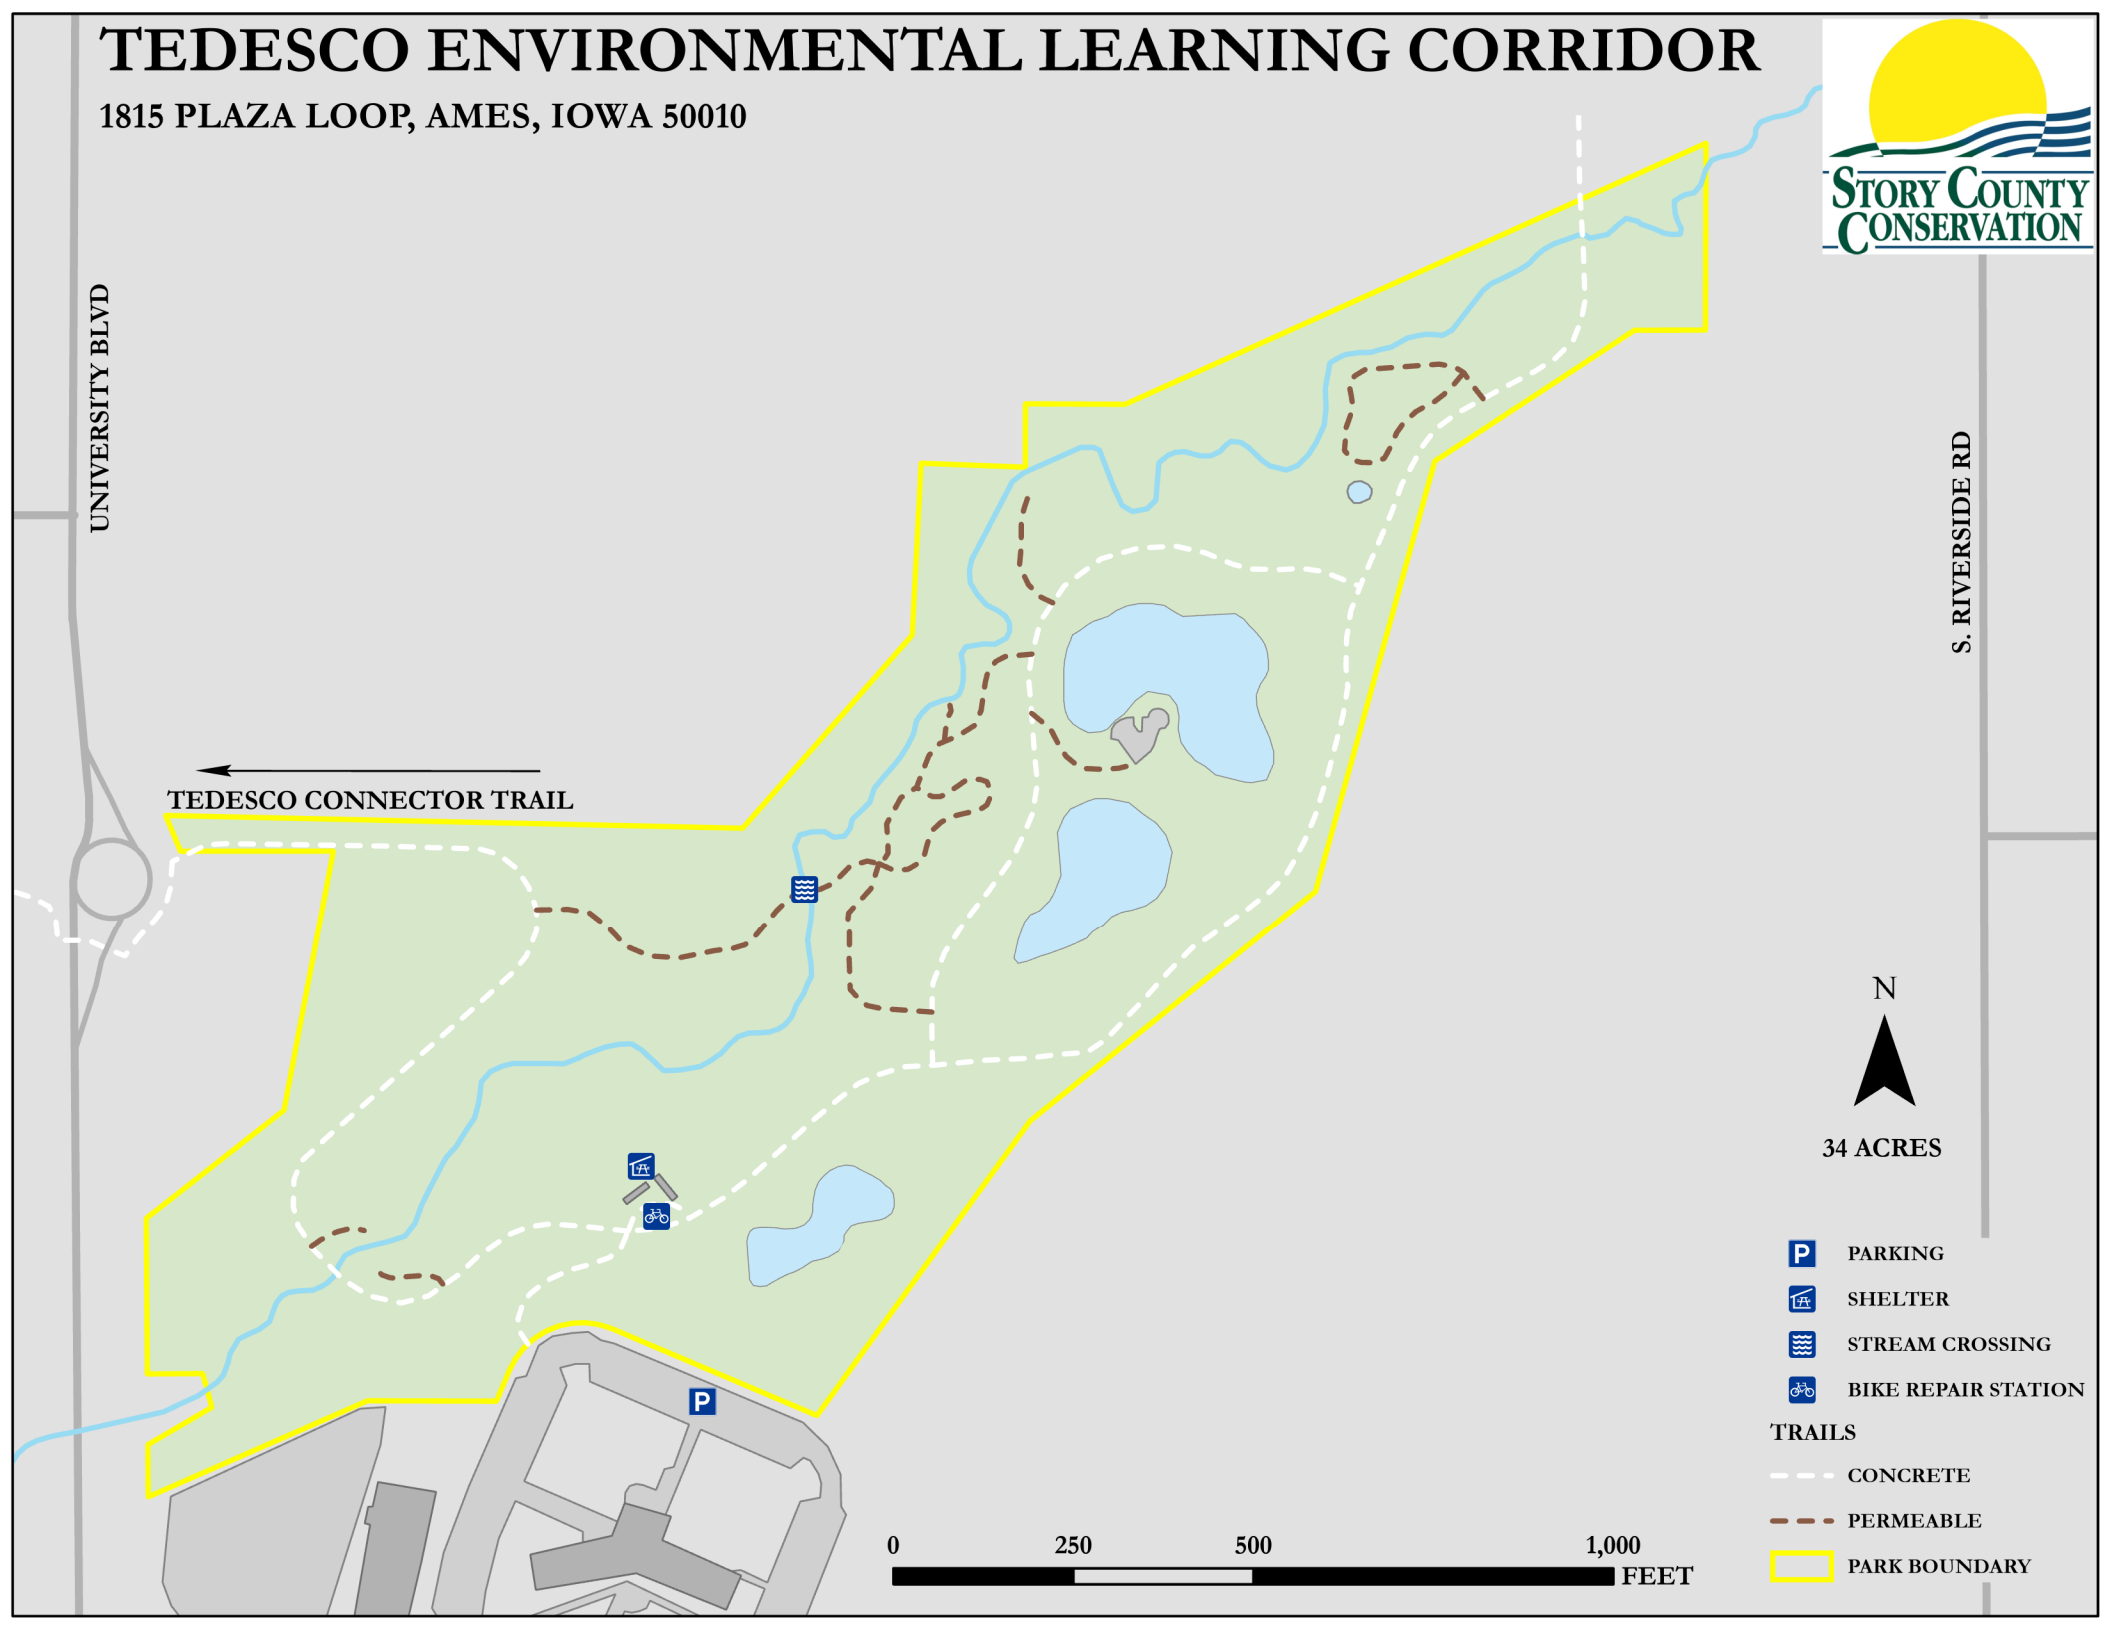 TEDESCO ENVIRONMENTAL LEARNING CORRIDOR
1815 PLAZA LOOP, AMES, IOWA 50010
STORY COUNTY
CONSERVATION
UNIVERSITY BLVD
S. RIVERSIDE RD
TEDESCO CONNECTOR TRAIL
N
34 ACRES
P
P PARKING
SHELTER
STREAM CROSSING
BIKE REPAIR STATION
TRAILS
CONCRETE
PERMEABLE
PARK BOUNDARY
0 250 500 1,000
FEET